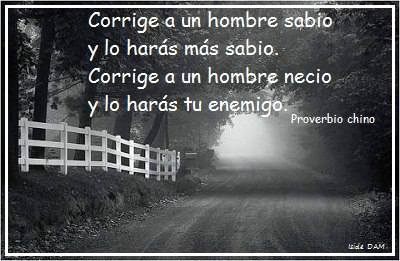 Corrige a un hombre sabio
y lo harás más sabio.
Corrige a un hombre necio
y lo harás tu enemigo.
Proverbio chino
Iside DAM